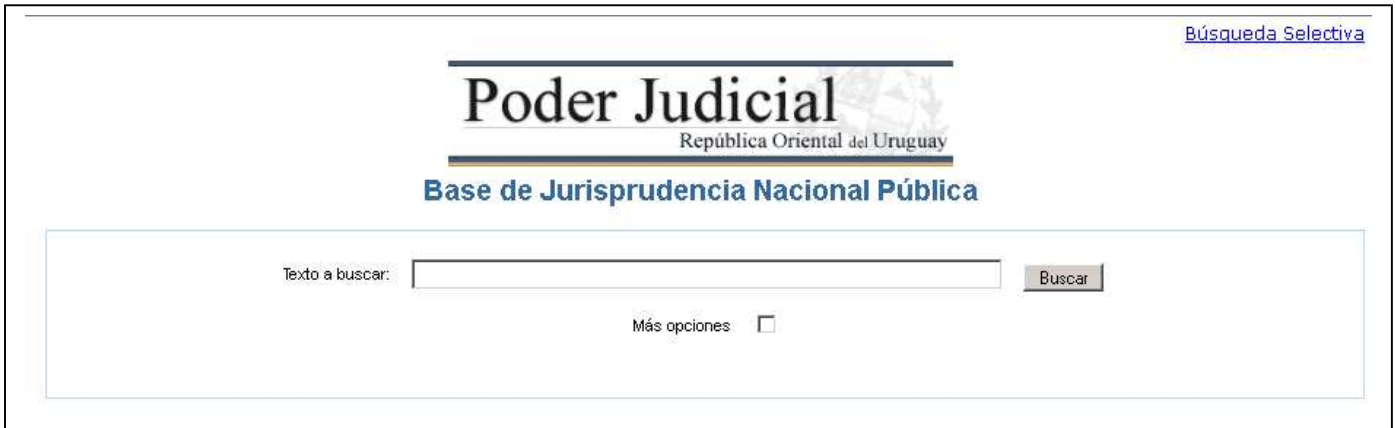 Búsqueda Selectiva
Poder Judicial
República Oriental del Uruguay
Base de Jurisprudencia Nacional Pública
Texto a buscar: Buscar
Más opciones